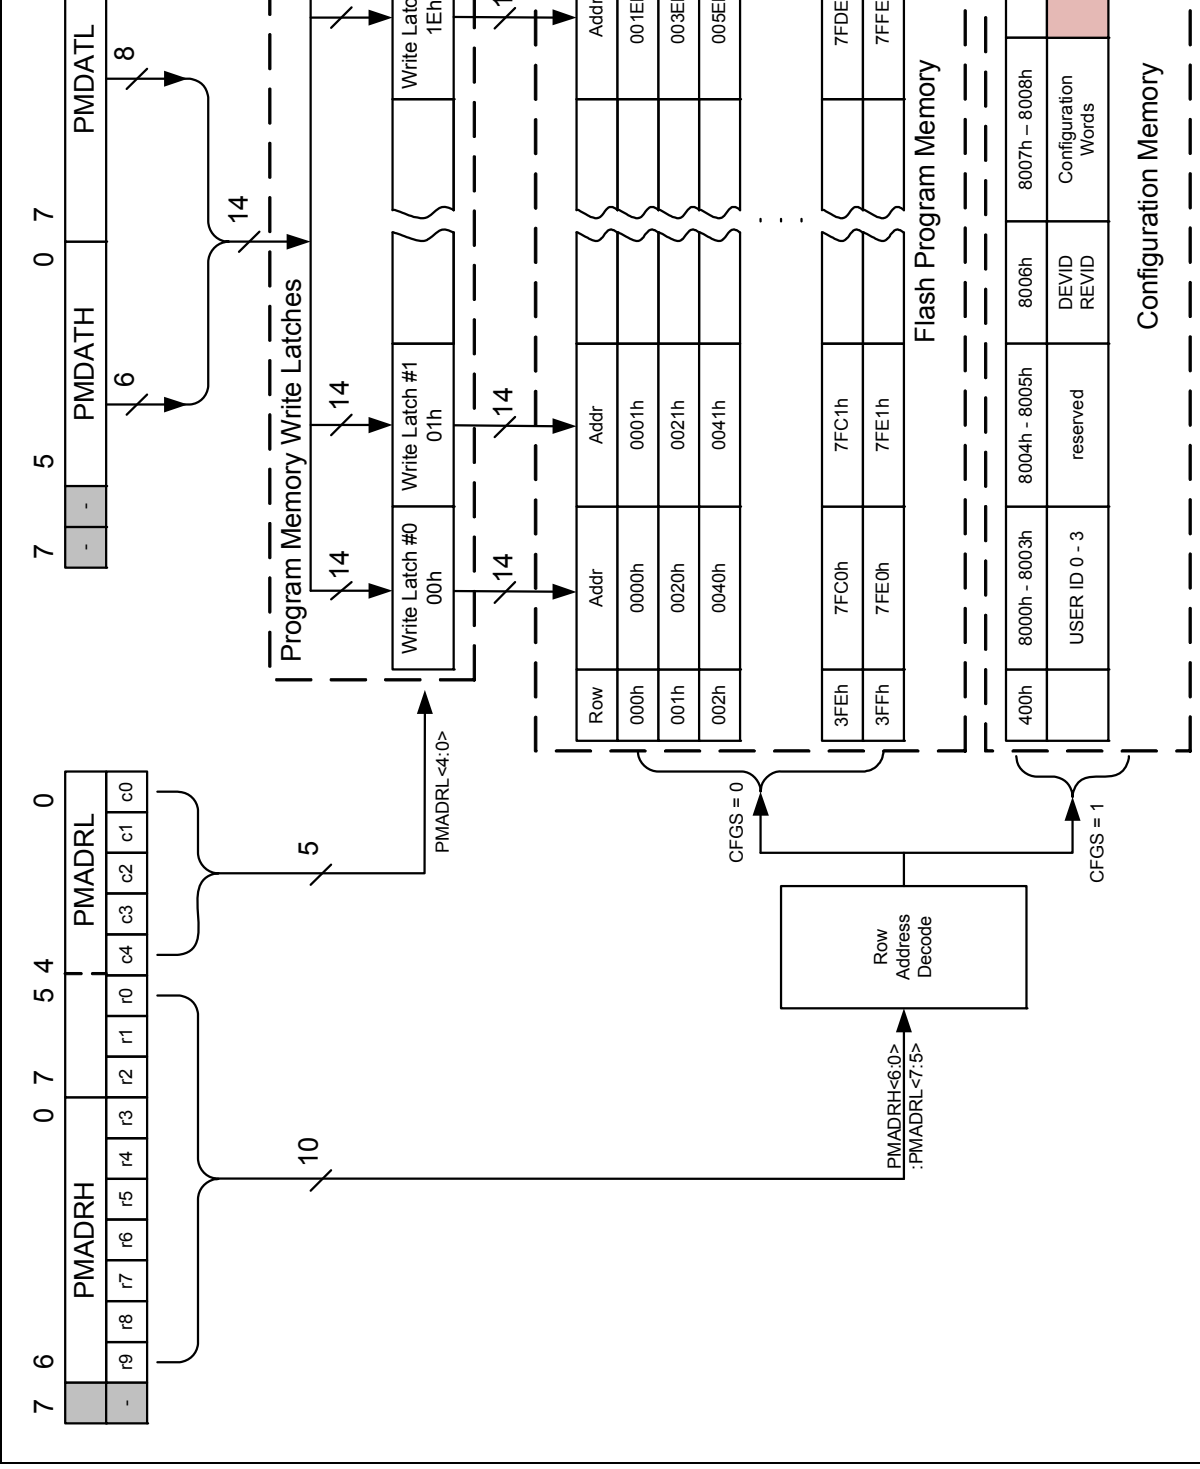 7 6 0 7 5 4 0
PMADRH PMADRL
- r9 r8 r7 r6 r5 r4 r3 r2 r1 r0 c4 c3 c2 c1 c0
7 5 0 7
PMDATH PMDATL
- -
6
8
14
10
5
PMADRL<4:0>
Program Memory Write Latches
14 14
Write Latch #0
00h
Write Latch #1
01h
1Eh
14 14
Row Addr Addr Addr
000h 0000h 0001h
001h 0020h 0021h
002h 0040h 0041h
. . . .
3FEh 7FC0h 7FC1h 7FDE
3FFh 7FE0h 7FE1h 7FFE
Flash Program Memory
CFGS = 0
Row
Address
Decode
PMADRH<6:0>
:PMADRL<7:5>
CFGS = 1
400h 8000h - 8003h 8004h - 8005h 8006h 8007h – 8008h
USER ID 0 - 3
reserved
DEVID
REVID
Configuration
Words
Configuration Memory